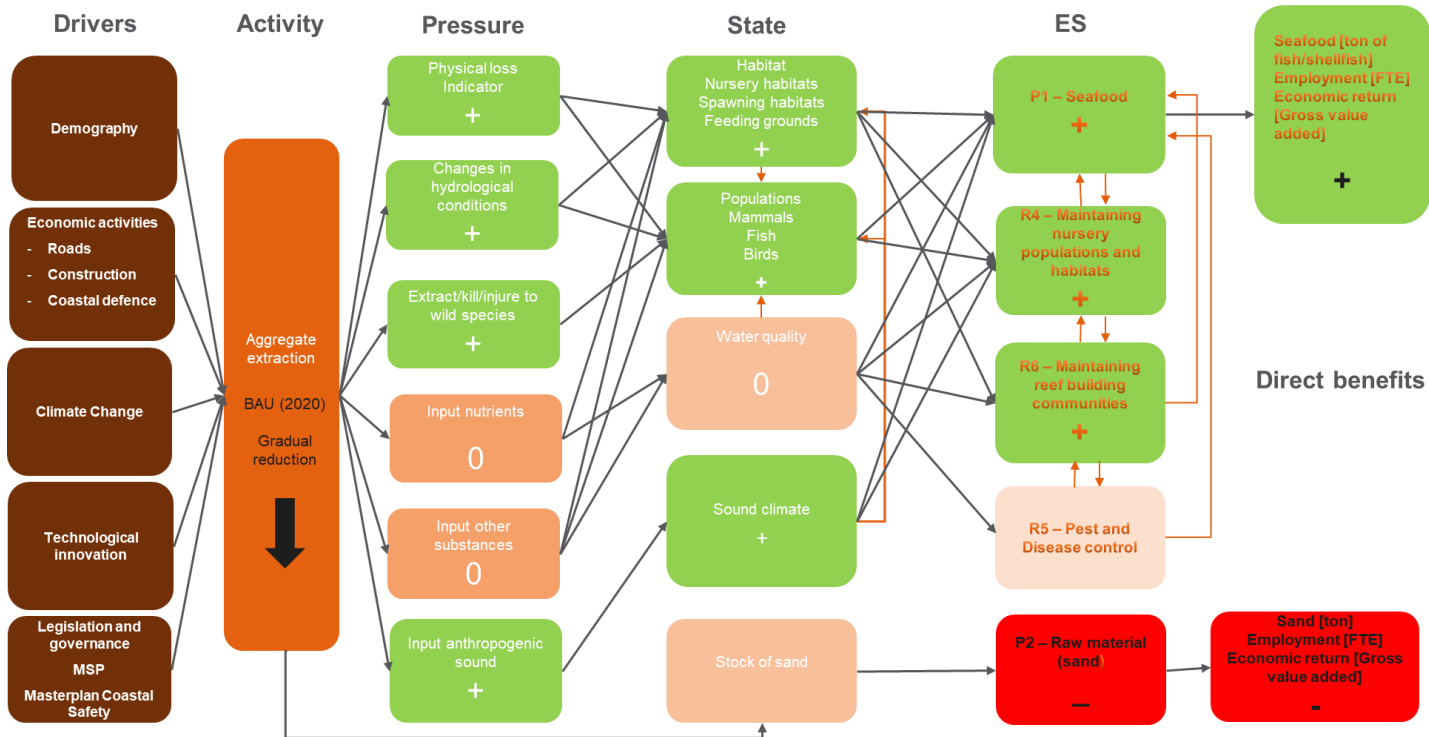 Drivers
Activity
Pressure
State
ES
Demography
Economic activities
- Roads
- Construction
- Coastal defence
Climate Change
Technological
innovation
Legislation and
governance
MSP
Masterplan Coastal
Safety
Aggregate
extraction
BAU (2020)
Gradual
reduction
Physical loss
Indicator
+
Changes in
hydrological
conditions
+
Extract/kill/injure to
wild species
+
Input nutrients
0
Input other
substances
0
Input anthropogenic
sound
+
Habitat
Nursery habitats
Spawning habitats
Feeding grounds
+
Populations
Mammals
Fish
Birds
+
Water quality
0
Sound climate
+
Stock of sand
P1 – Seafood
+
R4 – Maintaining
nursery
populations and
habitats
+
R6 – Maintaining
reef building
communities
+
R5 – Pest and
Disease control
P2 – Raw material
(sand)
–
Seafood [ton of
fish/shellfish]
Employment [FTE]
Economic return
[Gross value
added]
+
Direct benefits
Sand [ton]
Employment [FTE]
Economic return [Gross
value added]
-